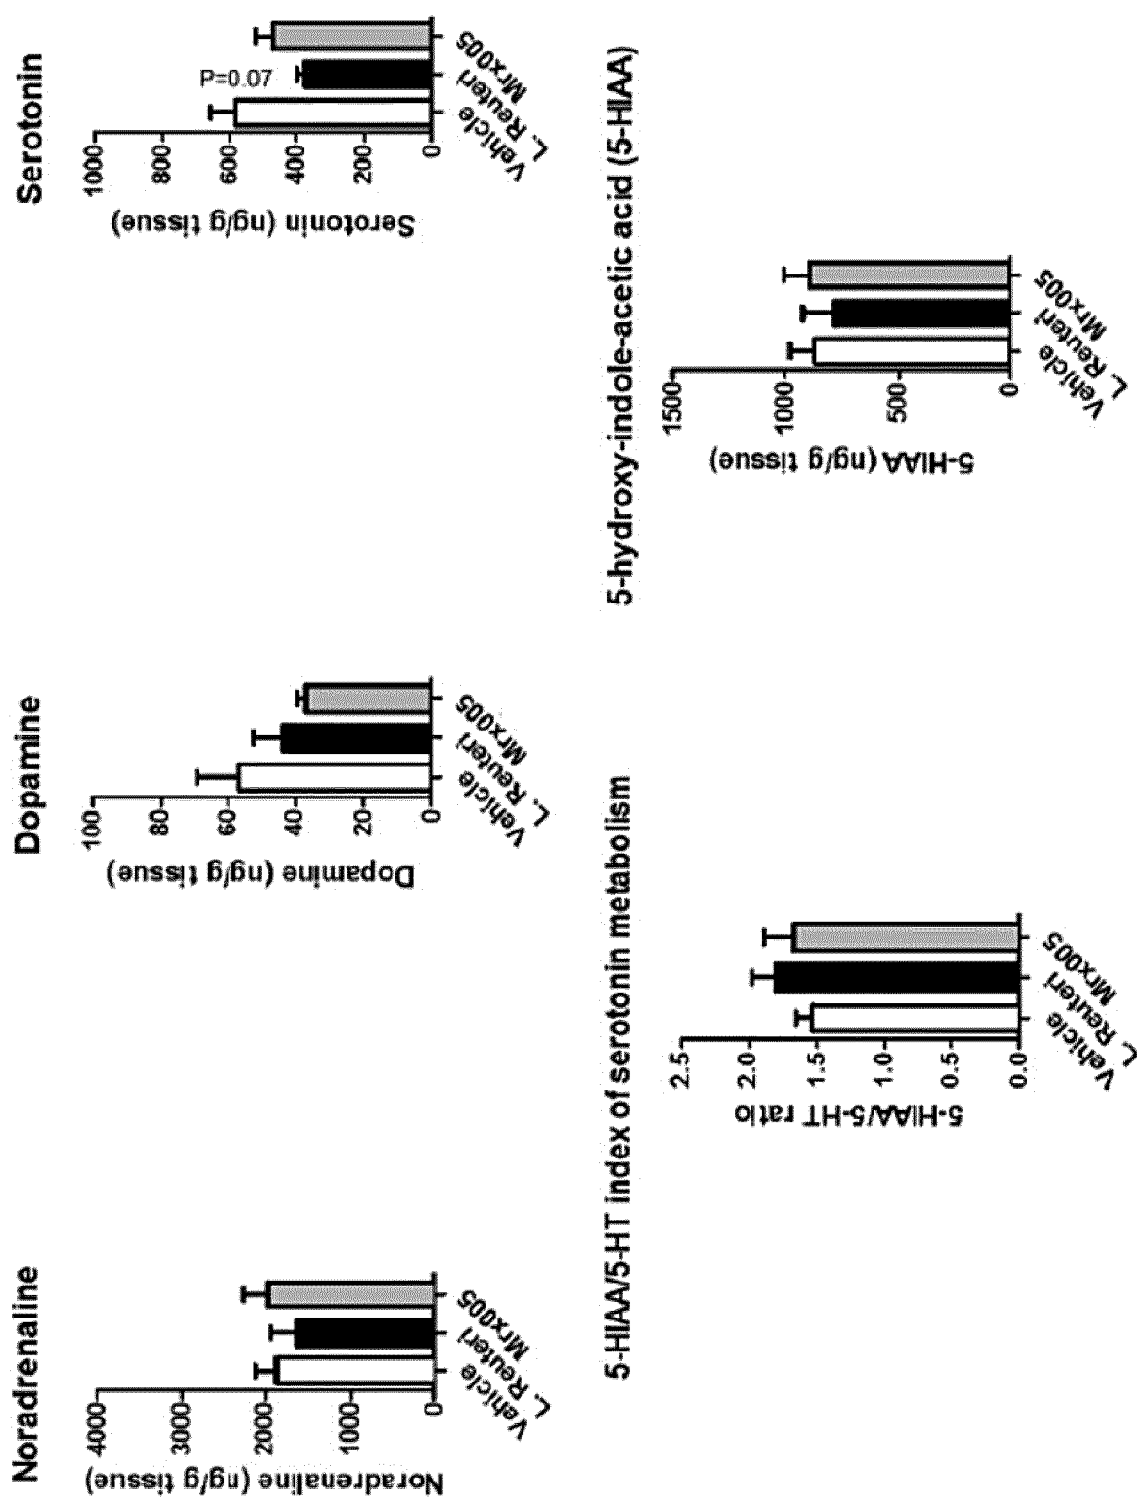 Noradrenaline
Noradrenaline (ng/g tissue)
4000
3000
2000
1000
0
Vehicle
L. Reuteri
Mrx005
Dopamine
Dopamine (ng/g tissue)
100
80
60
40
20
0
Vehicle
L. Reuteri
Mrx005
Serotonin
Serotonin (ng/g tissue)
1000
800
600
400
200
0
P=0.07
Vehicle
L. Reuteri
Mrx005
5-HIAA/5-HT index of serotonin metabolism
5-HIAA/5-HT ratio
2.5
2.0
1.5
1.0
0.5
0.0
Vehicle
L. Reuteri
Mrx005
5-hydroxy-indole-acetic acid (5-HIAA)
5-HIAA (ng/g tissue)
1500
1000
500
0
Vehicle
L. Reuteri
Mrx005